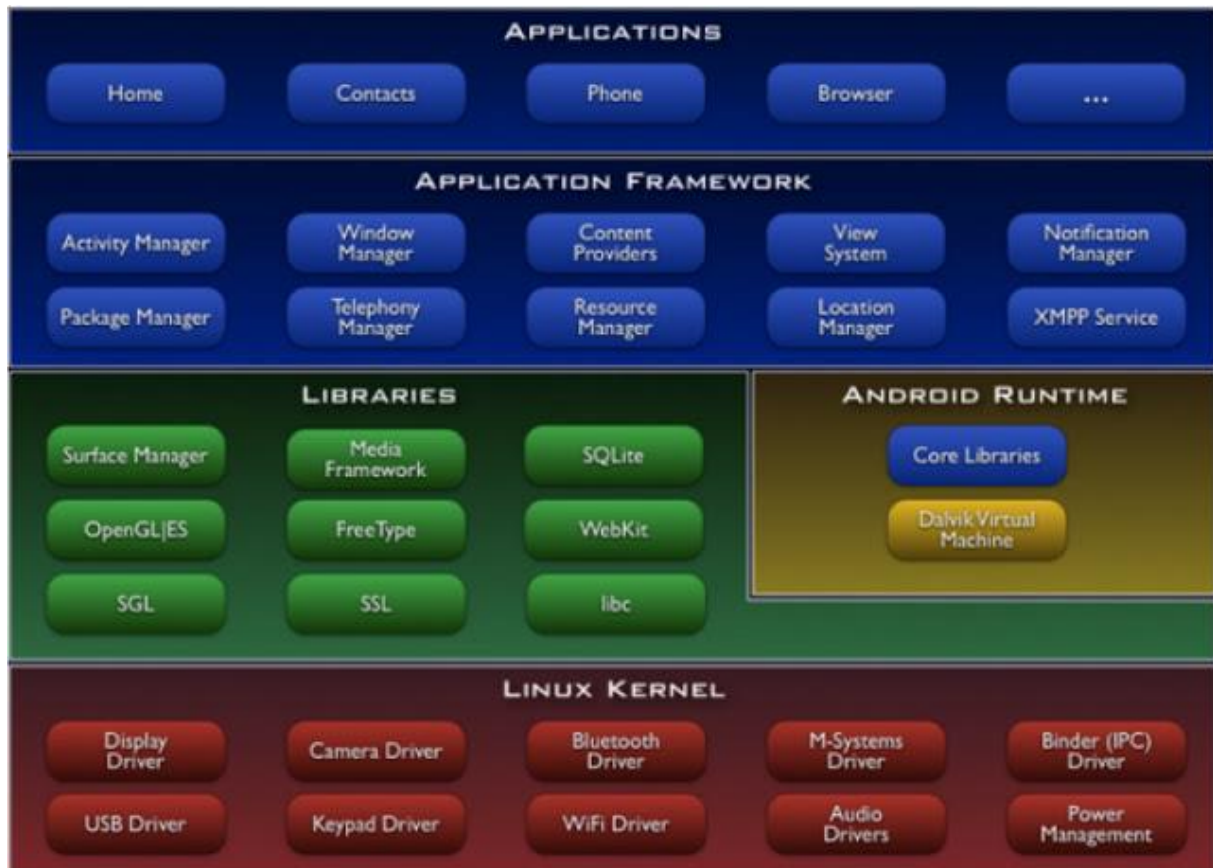 APPLICATIONS
Home
Contacts
Phone
Browser
...
APPLICATION FRAMEWORK
Activity Manager
Window
Manager
Content
Providers
View
System
Notification
Manager
Package Manager
Telephony
Manager
Resource
Manager
Location
Manager
XMPP Service
LIBRARIES
Surface Manager
Media
Framework
SQLite
OpenGL|ES
FreeType
WebKit
SGL
SSL
libc
ANDROID RUNTIME
Core Libraries
Dalvik Virtual
Machine
LINUX KERNEL
Display
Driver
Camera Driver
Bluetooth
Driver
M-Systems
Driver
Binder (IPC)
Driver
USB Driver
Keypad Driver
WiFi Driver
Audio
Drivers
Power
Management